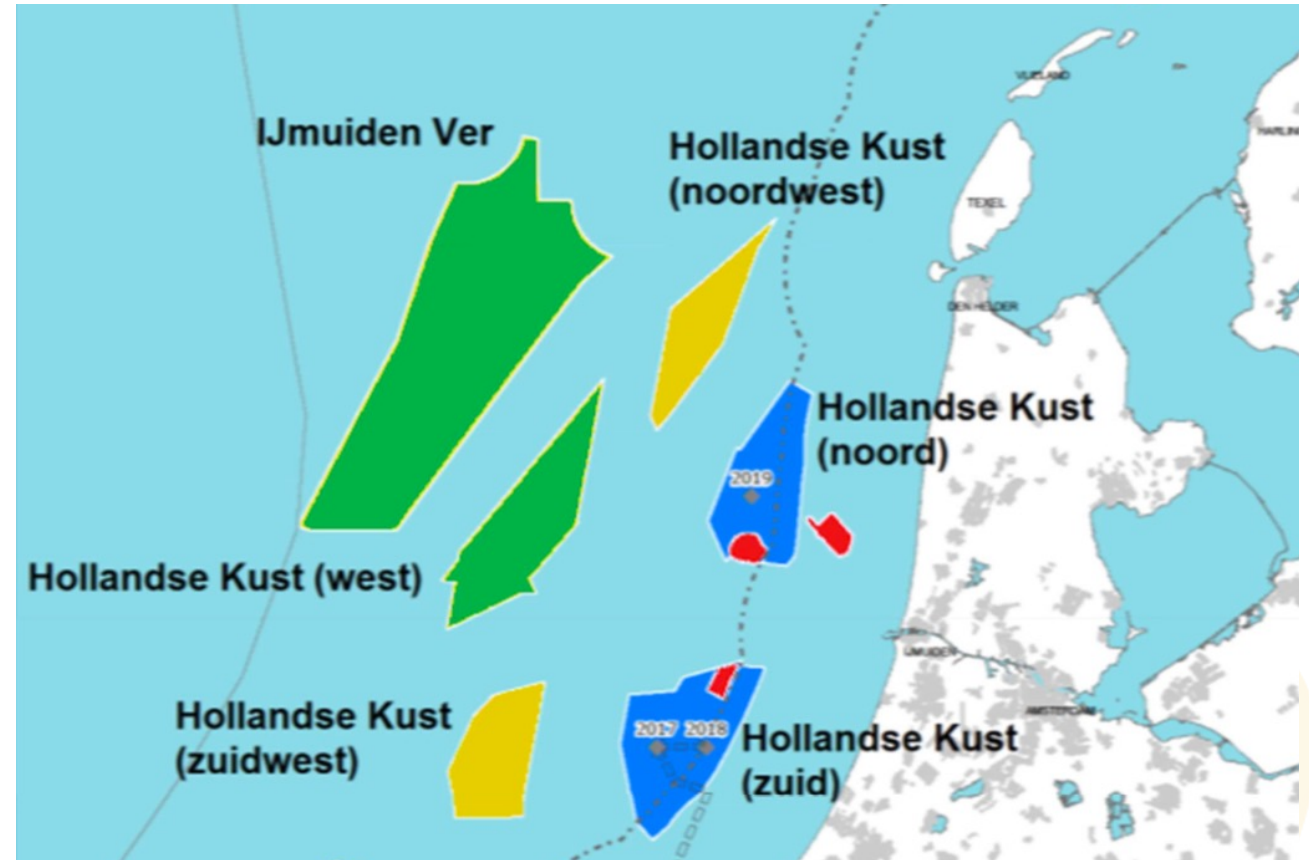 VLIELAND
IJmuiden Ver
HARLIN
Hollandse Kust
(noordwest)
TEXEL
DEN HELDER
Hollandse Kust
(noord)
2019
Hollandse Kust (west)
IJMUIDEN
Hollandse Kust
(zuidwest)
AMSTERDAM
2017 2018
Hollandse Kust
(zuid)